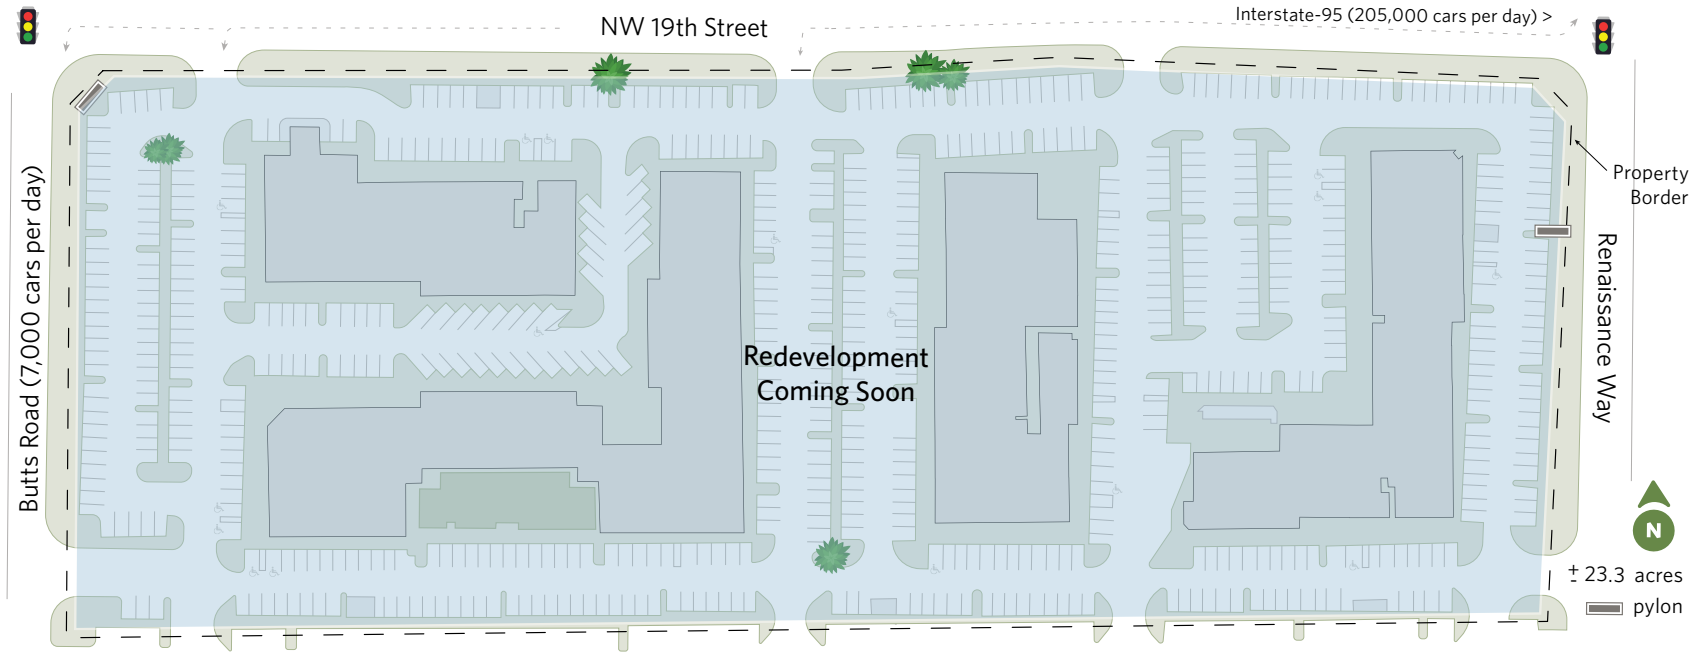 Interstate-95 (205,000 cars per day) >
NW 19th Street
Property
Border
Butts Road (7,000 cars per day)
Renaissance Way
Redevelopment
Coming Soon
N
± 23.3 acres
pylon